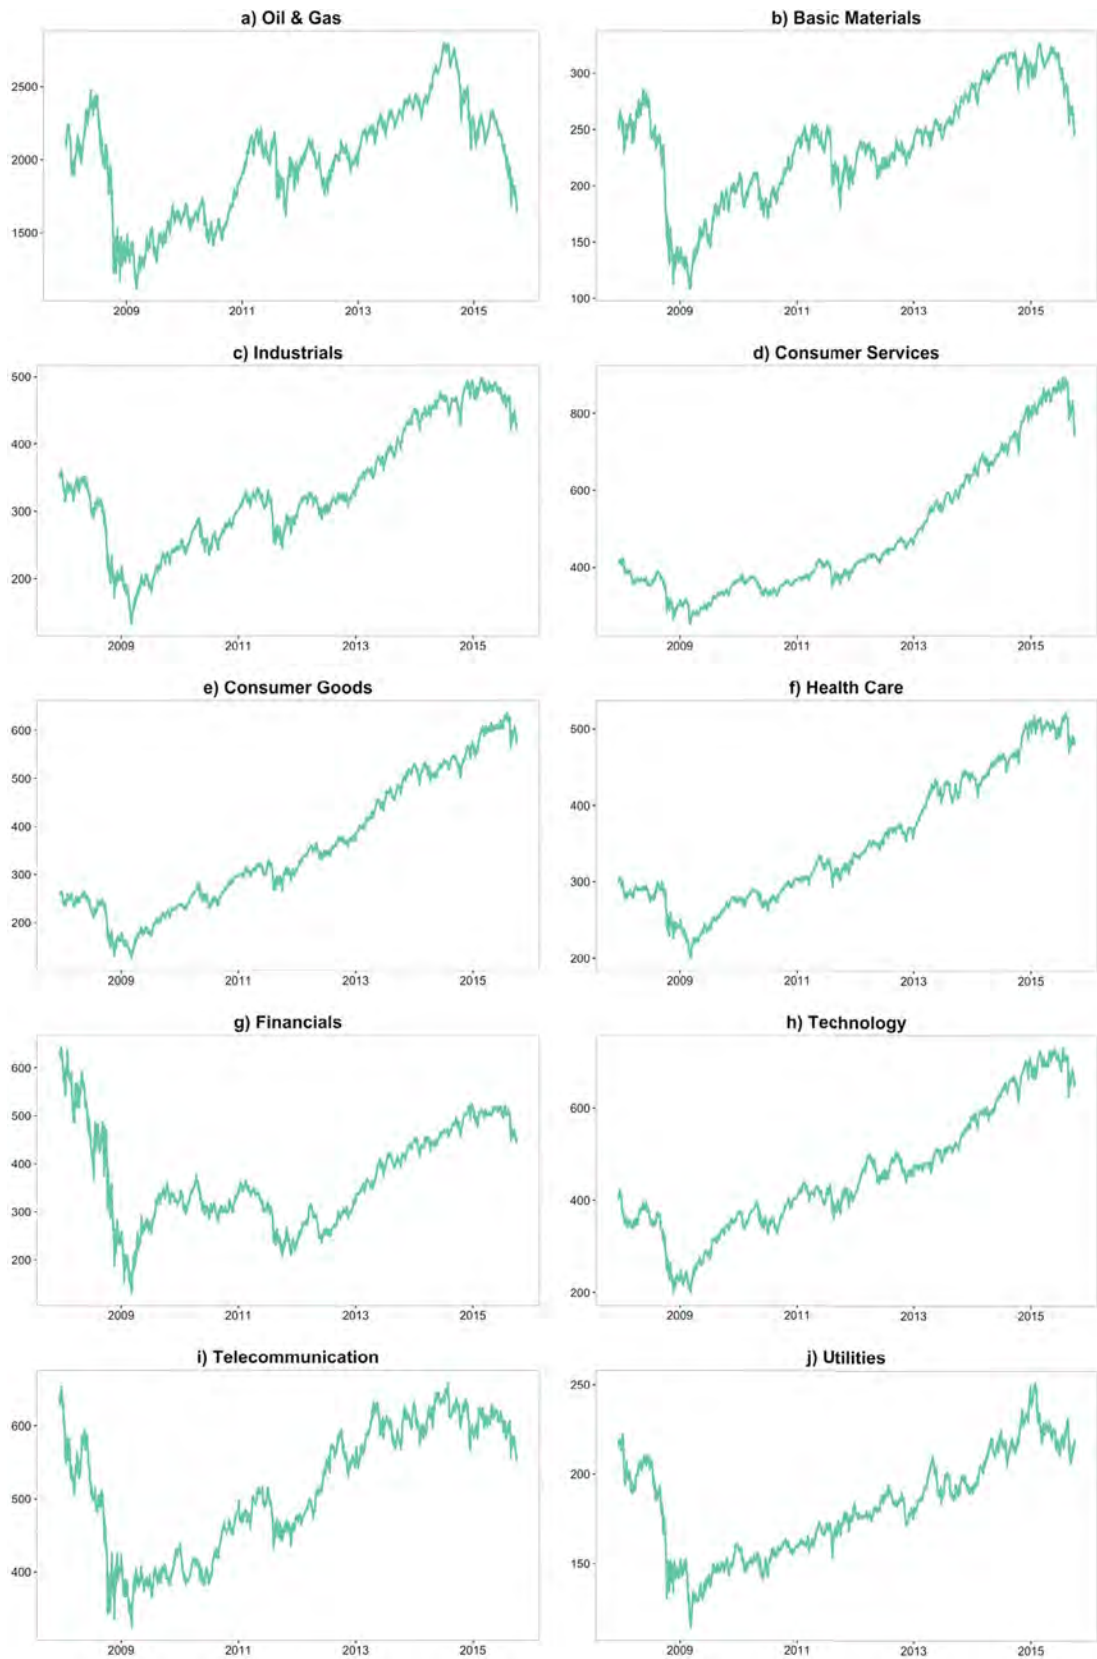 a) Oil & Gas
2500
2000
1500
2009 2011 2013 2015
b) Basic Materials
300
250
200
150
100
2009 2011 2013 2015
c) Industrials
500
400
300
200
2009 2011 2013 2015
d) Consumer Services
800
600
400
2009 2011 2013 2015
e) Consumer Goods
600
500
400
300
200
2009 2011 2013 2015
f) Health Care
500
400
300
200
2009 2011 2013 2015
g) Financials
600
500
400
300
200
2009 2011 2013 2015
h) Technology
600
400
200
2009 2011 2013 2015
i) Telecommunication
600
500
400
2009 2011 2013 2015
j) Utilities
250
200
150
2009 2011 2013 2015